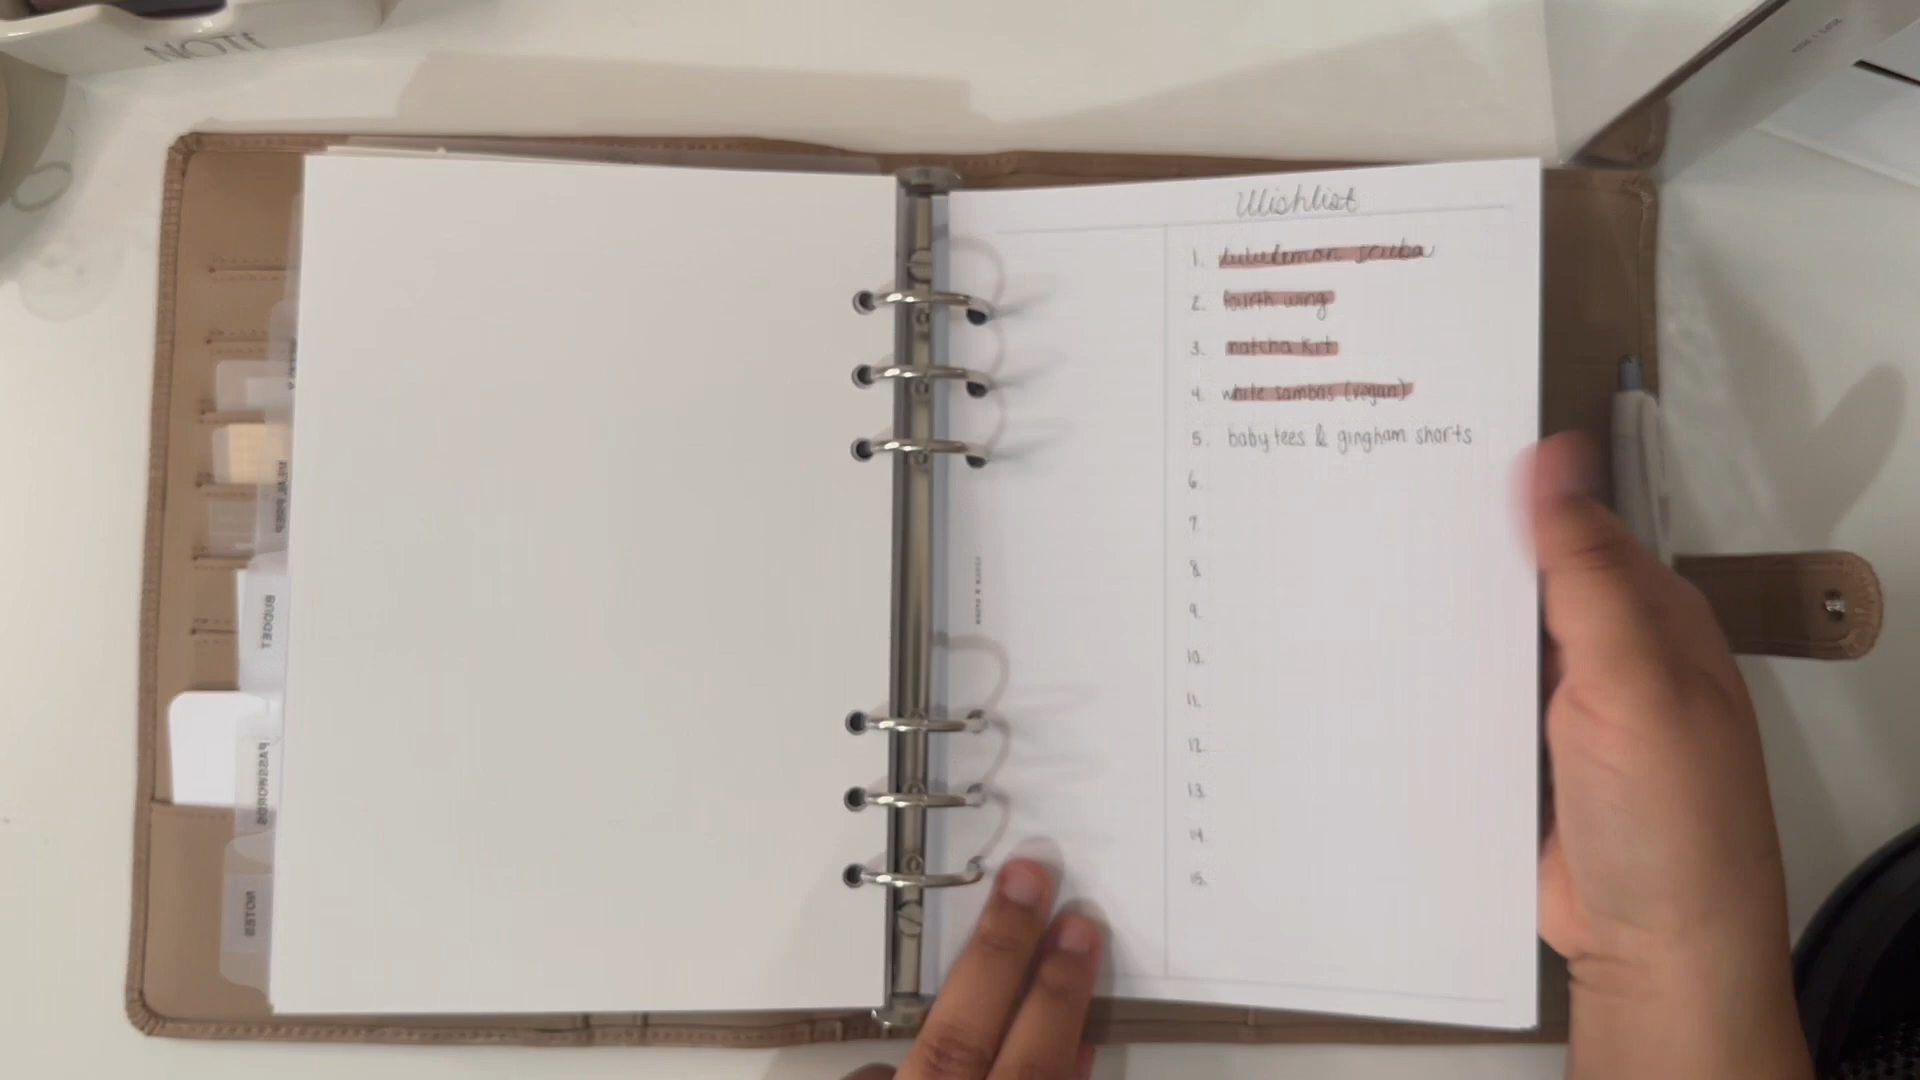 NOTE
BUDGET
PASSWORDS
NOTES
Wishlist
1. lululemon scuba
2. fourth wing
3. matcha kit
4. white sambas (vegan)
5. baby tees & gingham shorts
6.
7.
8.
9.
10.
11.
12.
13.
14.
15.